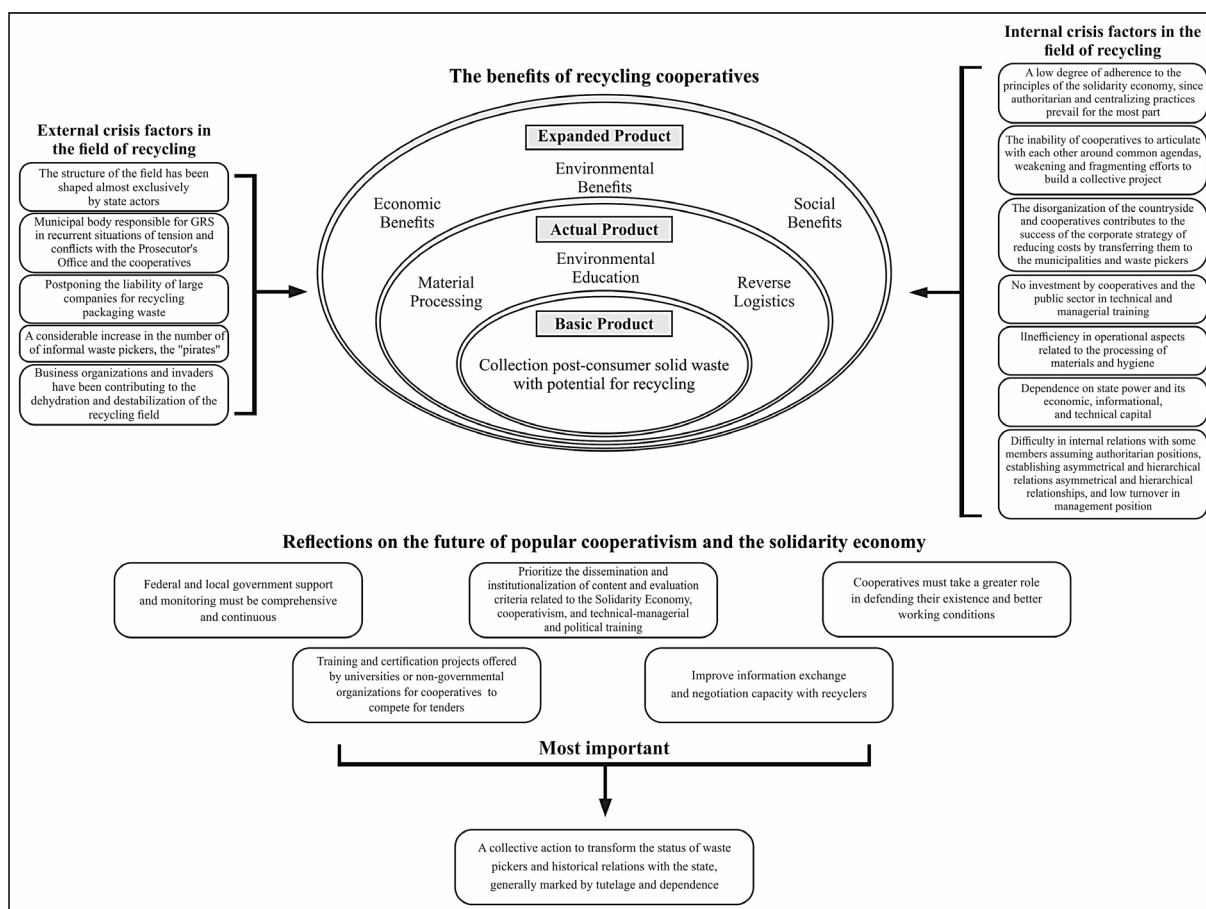 The benefits of recycling cooperatives
External crisis factors in
the field of recycling
The structure of the field has been
shaped almost exclusively
by state actors
Municipal body responsible for GRS
in recurrent situations of tension and
conflicts with the Prosecutor's
Office and the cooperatives
Postponing the liability of large
companies for recycling
packaging waste
A considerable increase in the number of
of informal waste pickers, the "pirates"
Business organizations and invaders
have been contributing to the
dehydration and destabilization of the
recycling field
Expanded Product
Environmental
Benefits
Economic
Benefits
Social
Benefits
Actual Product
Environmental
Education
Material
Processing
Reverse
Logistics
Basic Product
Collection post-consumer solid waste
with potential for recycling
Internal crisis factors in the
field of recycling
A low degree of adherence to the
principles of the solidarity economy, since
authoritarian and centralizing practices
prevail for the most part
The inability of cooperatives to articulate
with each other around common agendas,
weakening and fragmenting efforts to
build a collective project
The disorganization of the countryside
and cooperatives contributes to the
success of the corporate strategy of
reducing costs by transferring them to
the municipalities and waste pickers
No investment by cooperatives and the
public sector in technical and
managerial training
IInefficiency in operational aspects
related to the processing of
materials and hygiene
Dependence on state power and its
economic, informational,
and technical capital
Difficulty in internal relations with some
members assuming authoritarian positions,
establishing asymmetrical and hierarchical
relations asymmetrical and hierarchical
relationships, and low turnover in
management position
Reflections on the future of popular cooperativism and the solidarity economy
Federal and local government support
and monitoring must be comprehensive
and continuous
Prioritize the dissemination and
institutionalization of content and evaluation
criteria related to the Solidarity Economy,
cooperativism, and technical-managerial
and political training
Cooperatives must take a greater role
in defending their existence and better
working conditions
Training and certification projects offered
by universities or non-governmental
organizations for cooperatives to
compete for tenders
Improve information exchange
and negotiation capacity with recyclers
Most important
A collective action to transform the status of waste
pickers and historical relations with the state,
generally marked by tutelage and dependence